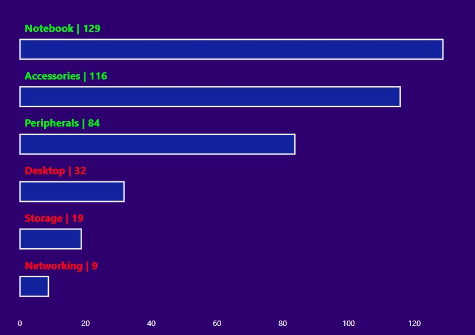 Notebook | 129
Accessories | 116
Peripherals | 84
Desktop | 32
Storage | 19
Networking | 9
0 20 40 60 80 100 120